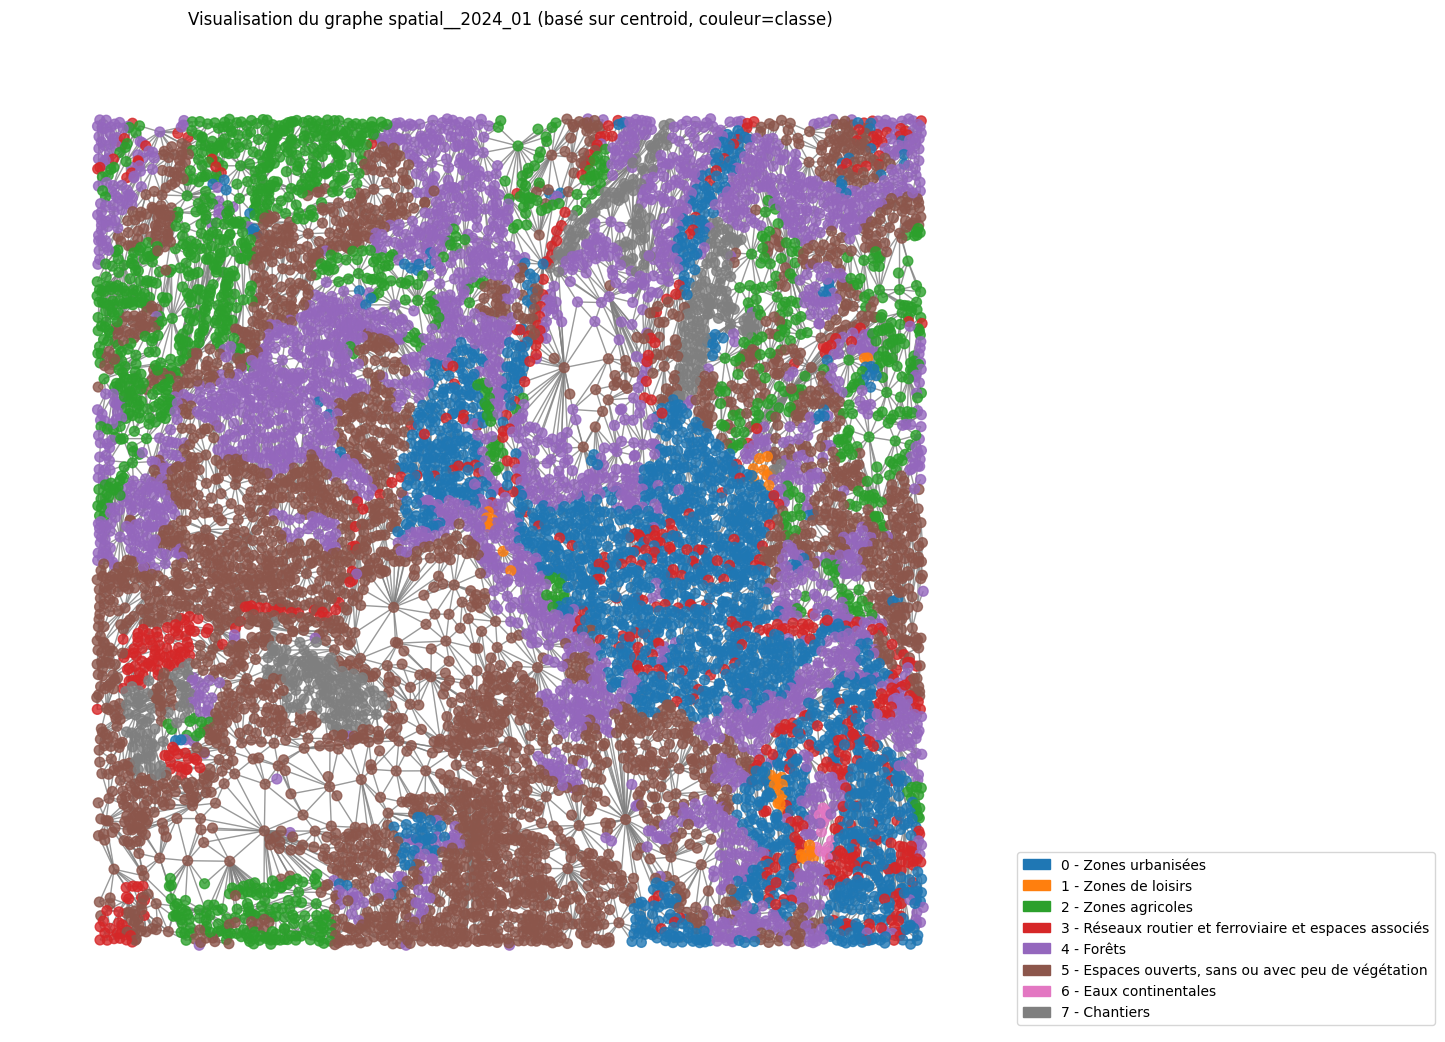 Visualisation du graphe spatial__2024_01 (basé sur centroid, couleur=classe)
0 - Zones urbanisées
1 - Zones de loisirs
2 - Zones agricoles
3 - Réseaux routier et ferroviaire et espaces associés
4 - Forêts
5 - Espaces ouverts, sans ou avec peu de végétation
6 - Eaux continentales
7 - Chantiers